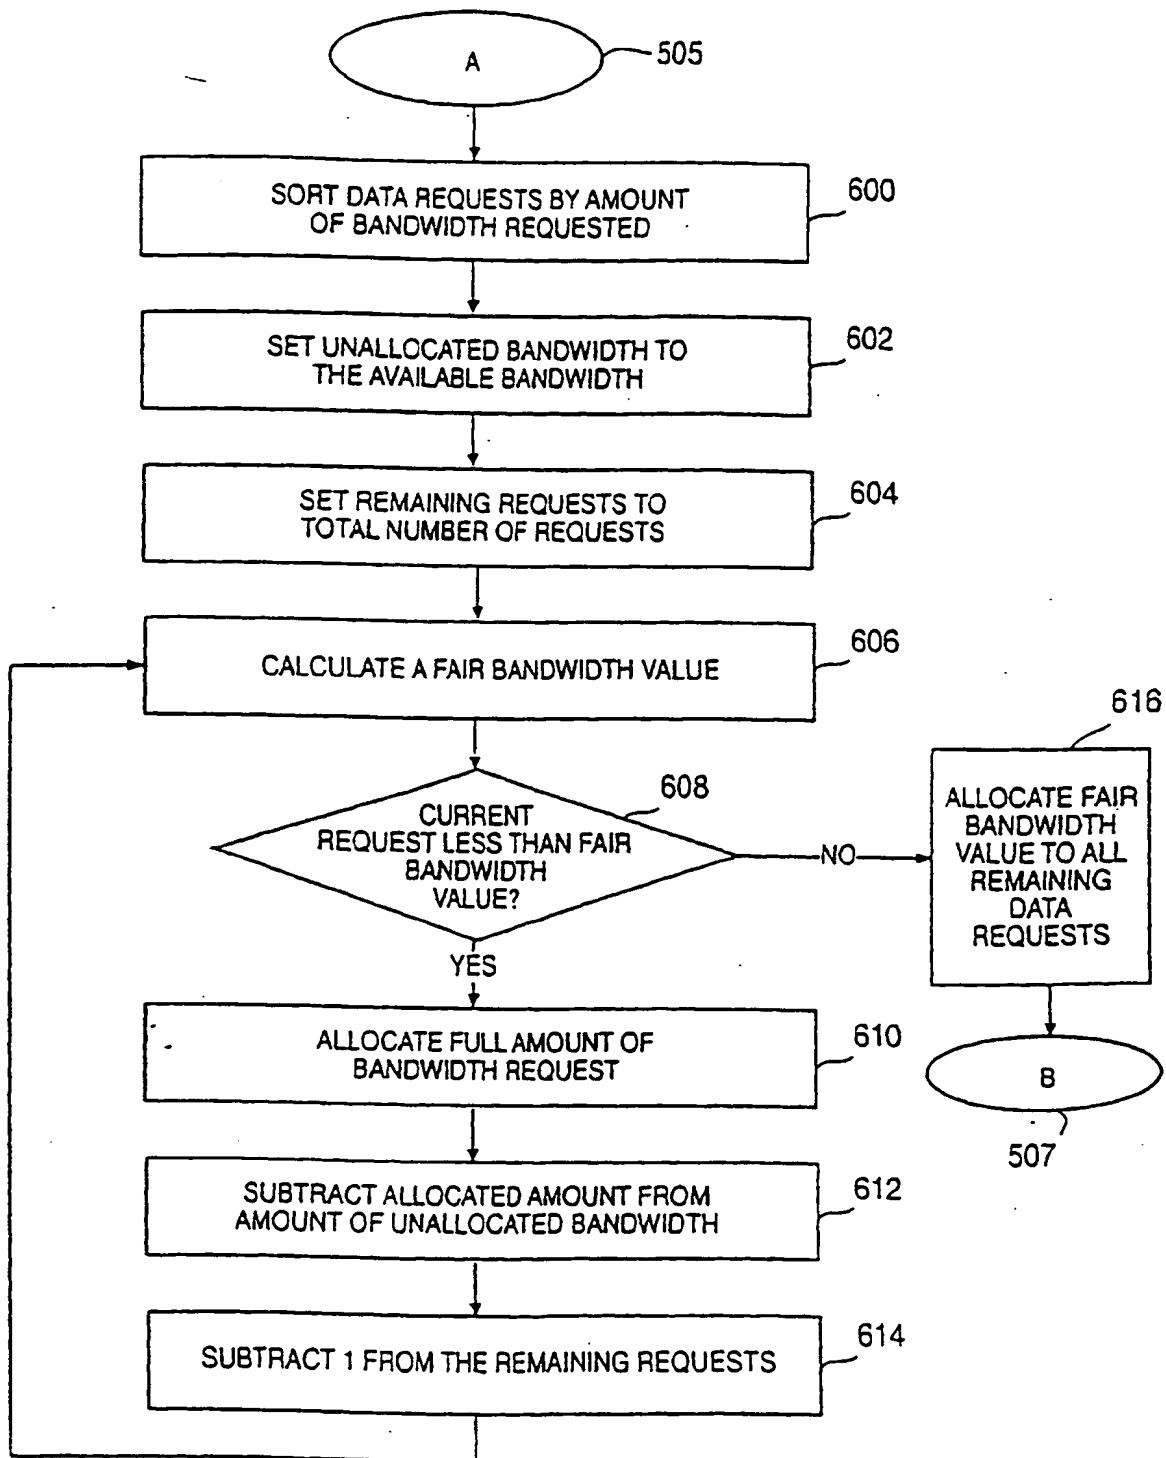 A
505
SORT DATA REQUESTS BY AMOUNT
OF BANDWIDTH REQUESTED
600
SET UNALLOCATED BANDWIDTH TO
THE AVAILABLE BANDWIDTH
602
SET REMAINING REQUESTS TO
TOTAL NUMBER OF REQUESTS
604
CALCULATE A FAIR BANDWIDTH VALUE
606
CURRENT
REQUEST LESS THAN FAIR
BANDWIDTH
VALUE?
608
NO
616
ALLOCATE FAIR
BANDWIDTH
VALUE TO ALL
REMAINING
DATA
REQUESTS
YES
ALLOCATE FULL AMOUNT OF
BANDWIDTH REQUEST
610
B
507
SUBTRACT ALLOCATED AMOUNT FROM
AMOUNT OF UNALLOCATED BANDWIDTH
612
SUBTRACT 1 FROM THE REMAINING REQUESTS
614